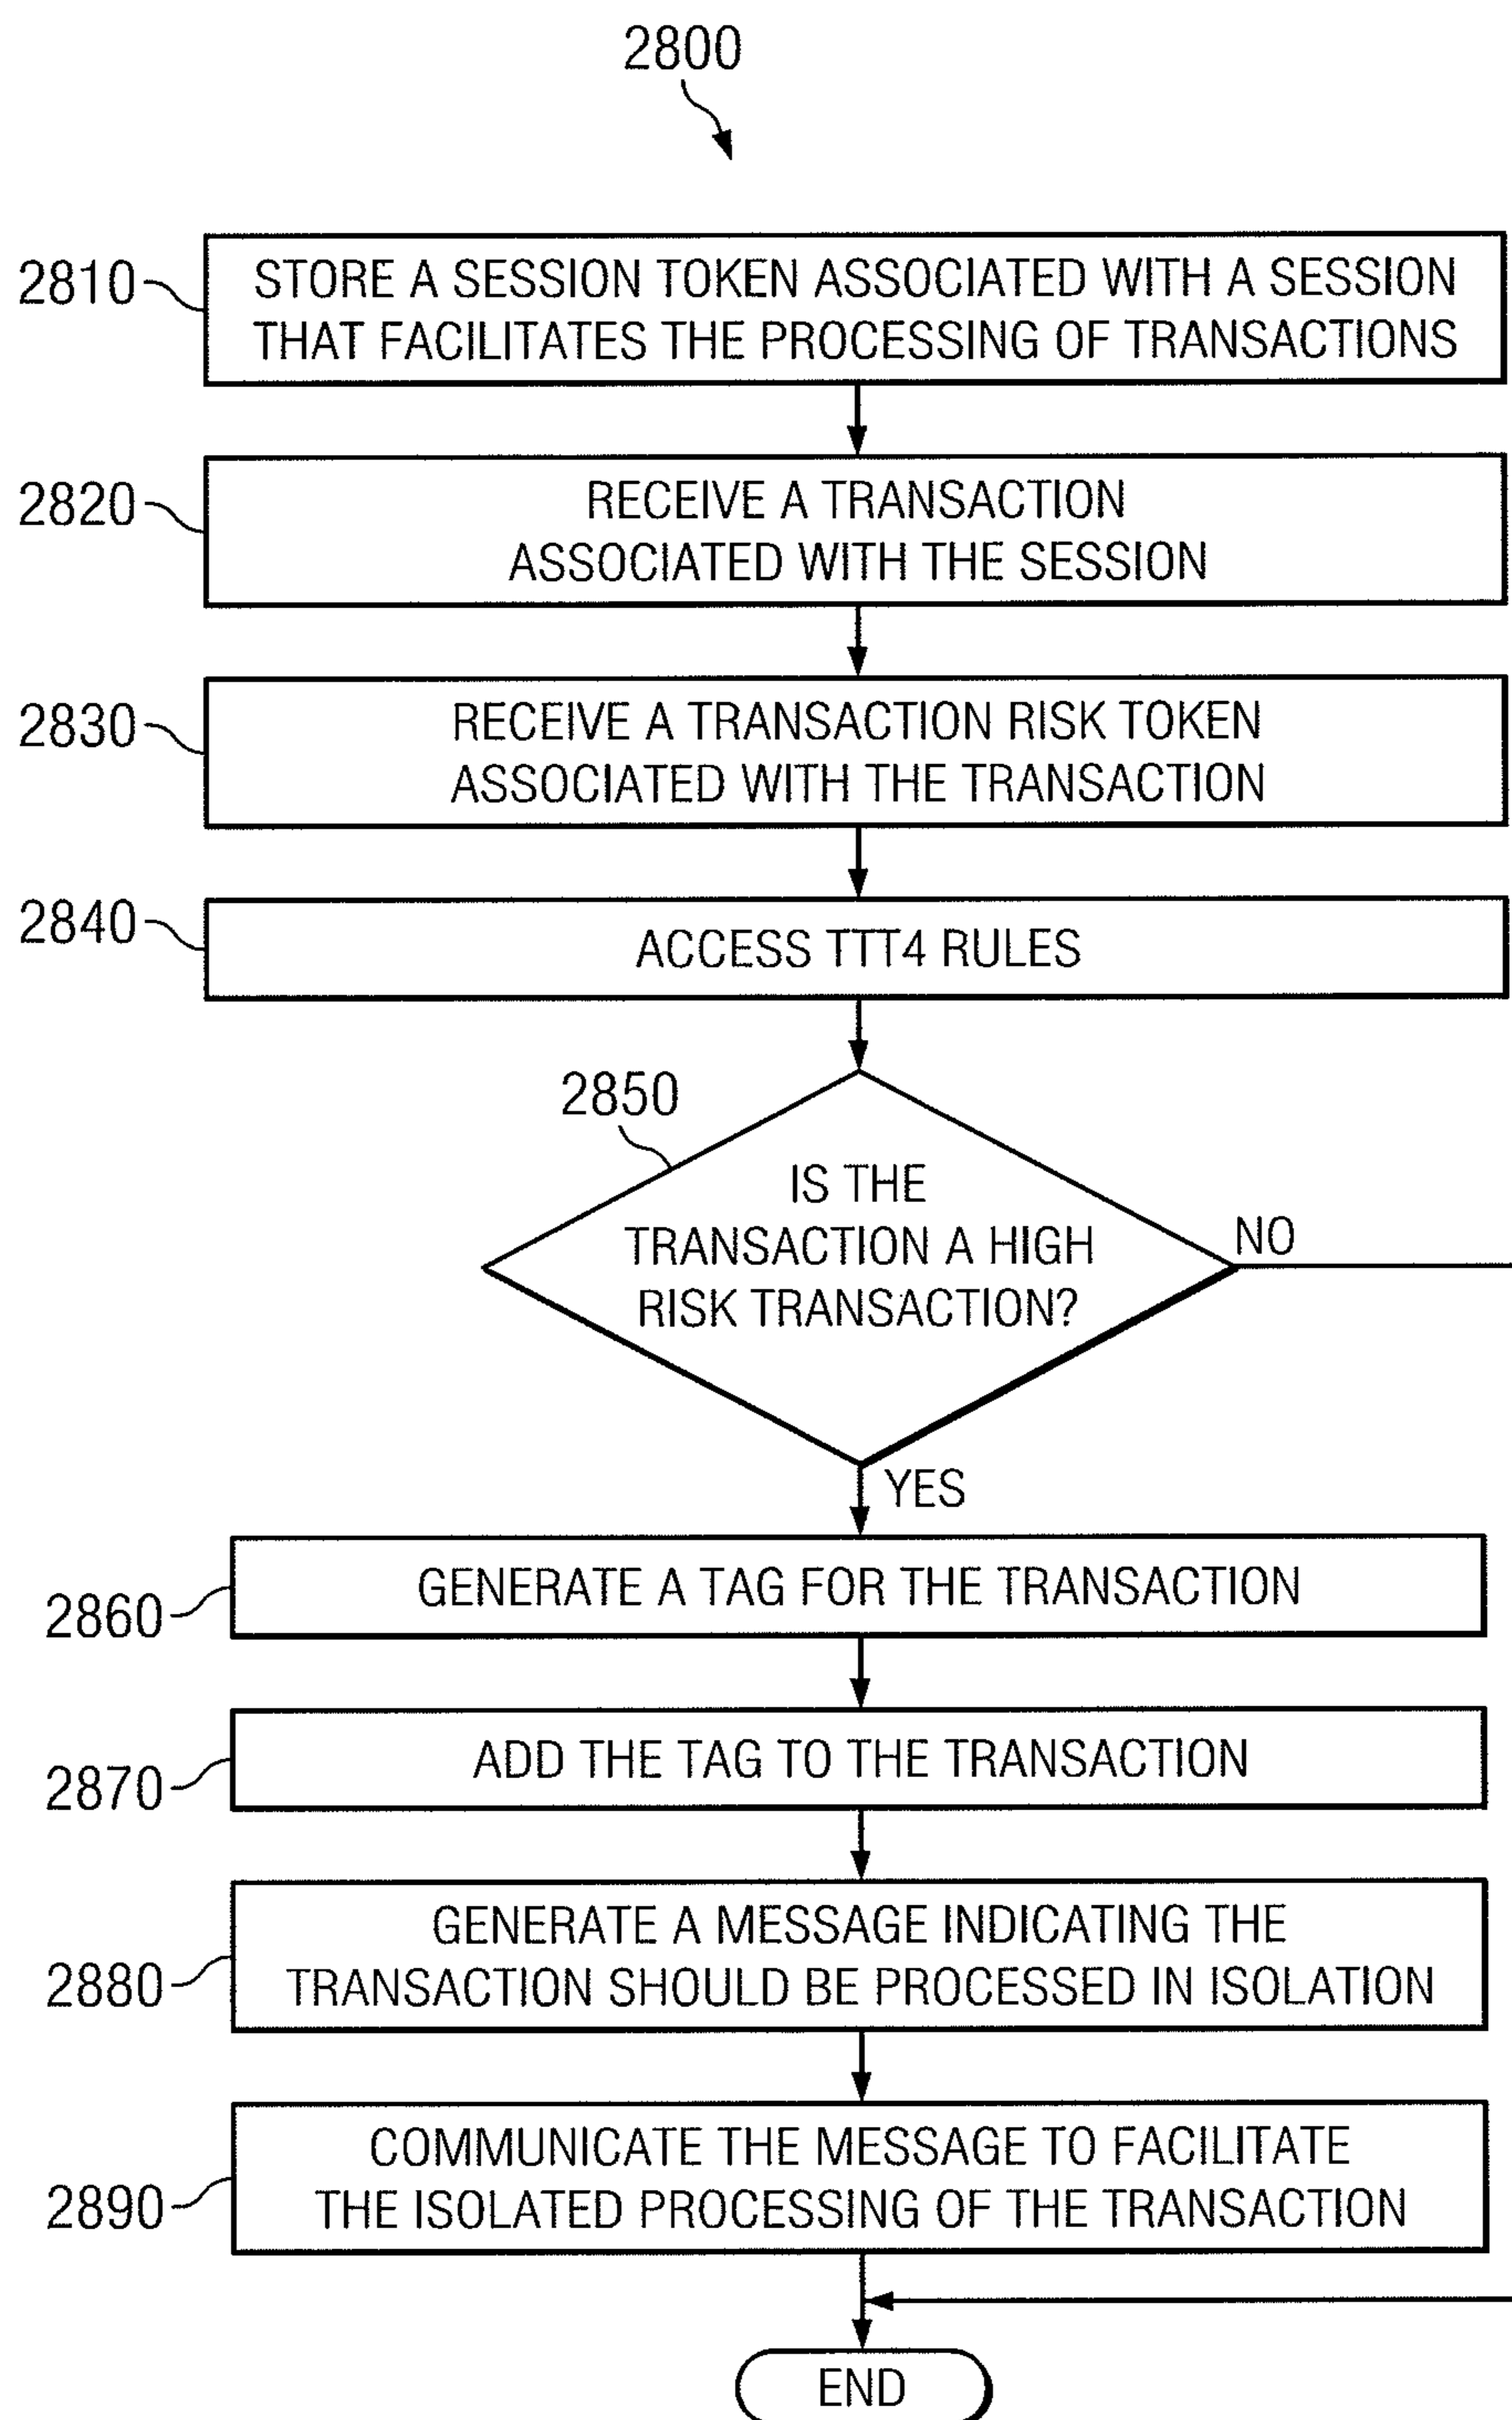 2800
2810
STORE A SESSION TOKEN ASSOCIATED WITH A SESSION
THAT FACILITATES THE PROCESSING OF TRANSACTIONS
2820
RECEIVE A TRANSACTION
ASSOCIATED WITH THE SESSION
2830
RECEIVE A TRANSACTION RISK TOKEN
ASSOCIATED WITH THE TRANSACTION
2840
ACCESS TTT4 RULES
2850
IS THE
TRANSACTION A HIGH
RISK TRANSACTION?
NO
YES
2860
GENERATE A TAG FOR THE TRANSACTION
2870
ADD THE TAG TO THE TRANSACTION
2880
GENERATE A MESSAGE INDICATING THE
TRANSACTION SHOULD BE PROCESSED IN ISOLATION
2890
COMMUNICATE THE MESSAGE TO FACILITATE
THE ISOLATED PROCESSING OF THE TRANSACTION
END